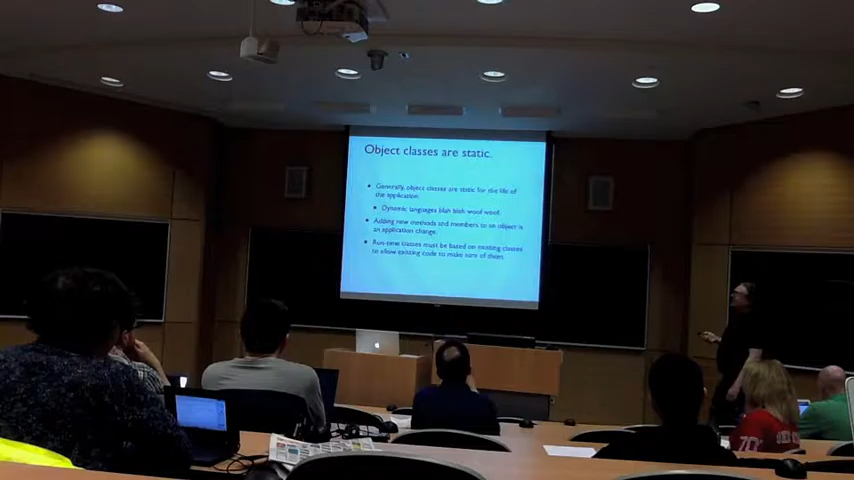 Object classes are static.
Generally, object classes are static for the life of
the application.
Dynamic languages blah blah woof woof.
Adding new methods and members to an object is
an application change.
Run-time classes must be based on existing classes
to allow existing code to make sure of them.